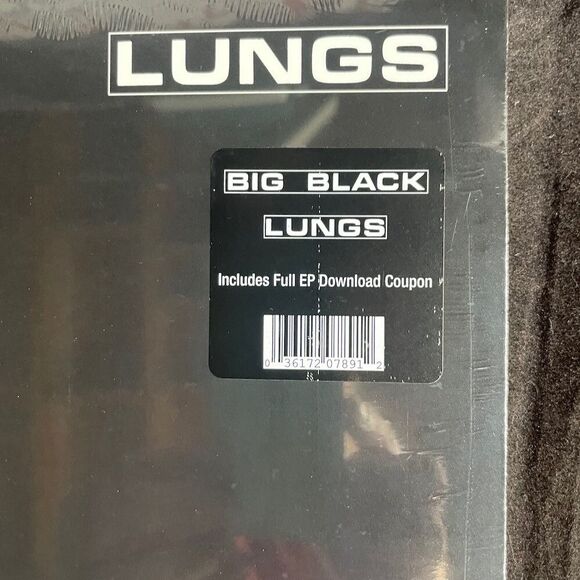 LUNGS
BIG BLACK
LUNGS
Includes Full EP Download Coupon
0 36172 07891 2